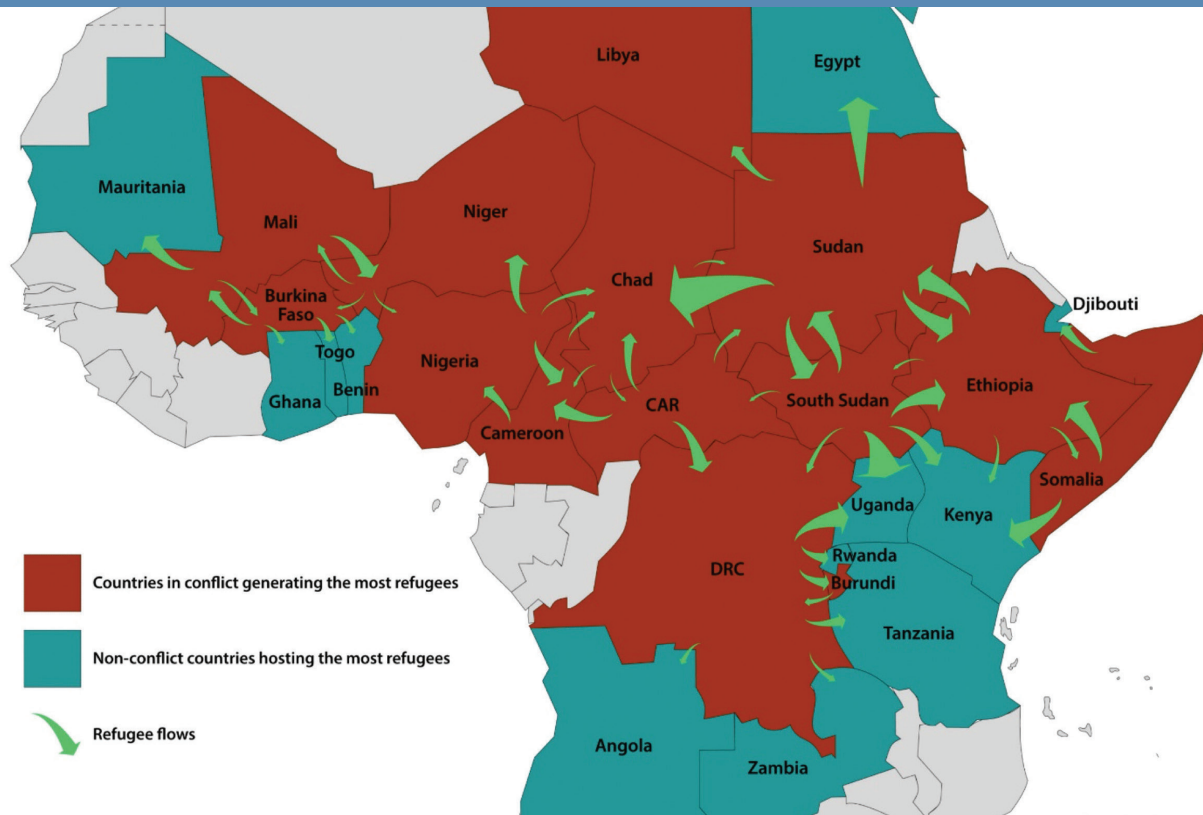 Libya
Egypt
Mauritania
Mali
Niger
Chad
Sudan
Burkina
Faso
Djibouti
Togo
Benin
Ghana
Nigeria
Cameroon
CAR
South Sudan
Ethiopia
Somalia
Uganda
Kenya
Rwanda
Burundi
DRC
Tanzania
Angola
Zambia
Countries in conflict generating the most refugees
Non-conflict countries hosting the most refugees
Refugee flows